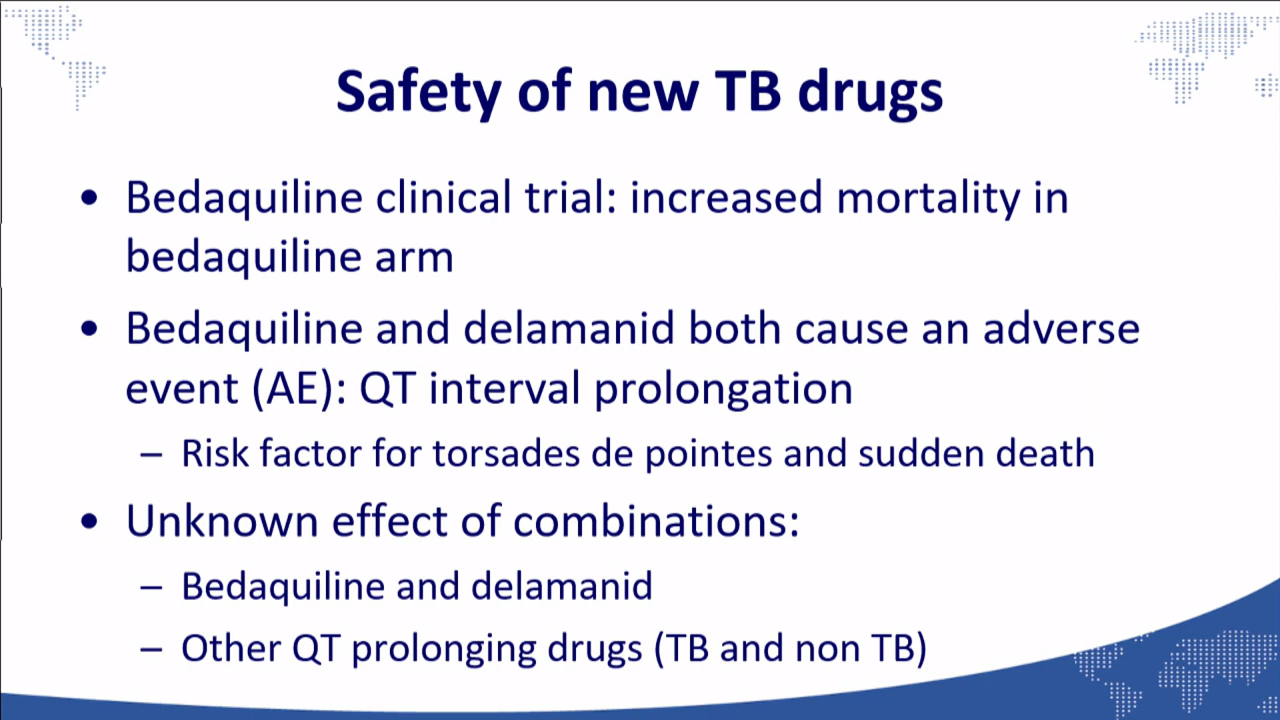 Safety of new TB drugs
• Bedaquiline clinical trial: increased mortality in
bedaquiline arm
• Bedaquiline and delamanid both cause an adverse
event (AE): QT interval prolongation
– Risk factor for torsades de pointes and sudden death
• Unknown effect of combinations:
– Bedaquiline and delamanid
– Other QT prolonging drugs (TB and non TB)